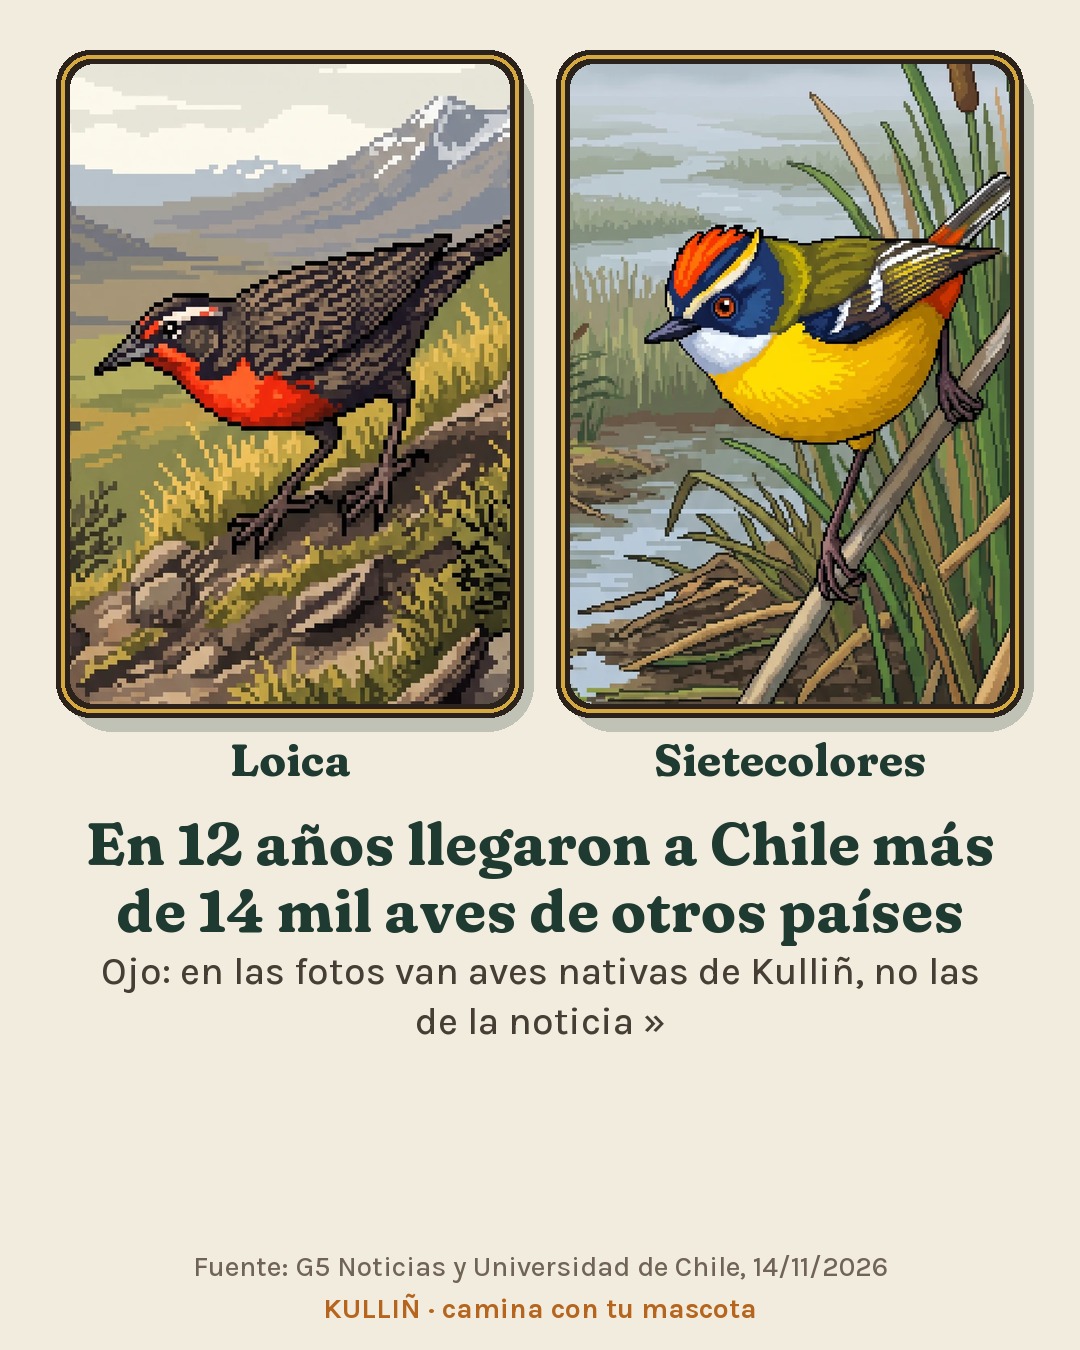 Loica
Sietecolores
En 12 años llegaron a Chile más
de 14 mil aves de otros países
Ojo: en las fotos van aves nativas de Kulliñ, no las
de la noticia »
Fuente: G5 Noticias y Universidad de Chile, 14/11/2026
KULLIÑ · camina con tu mascota